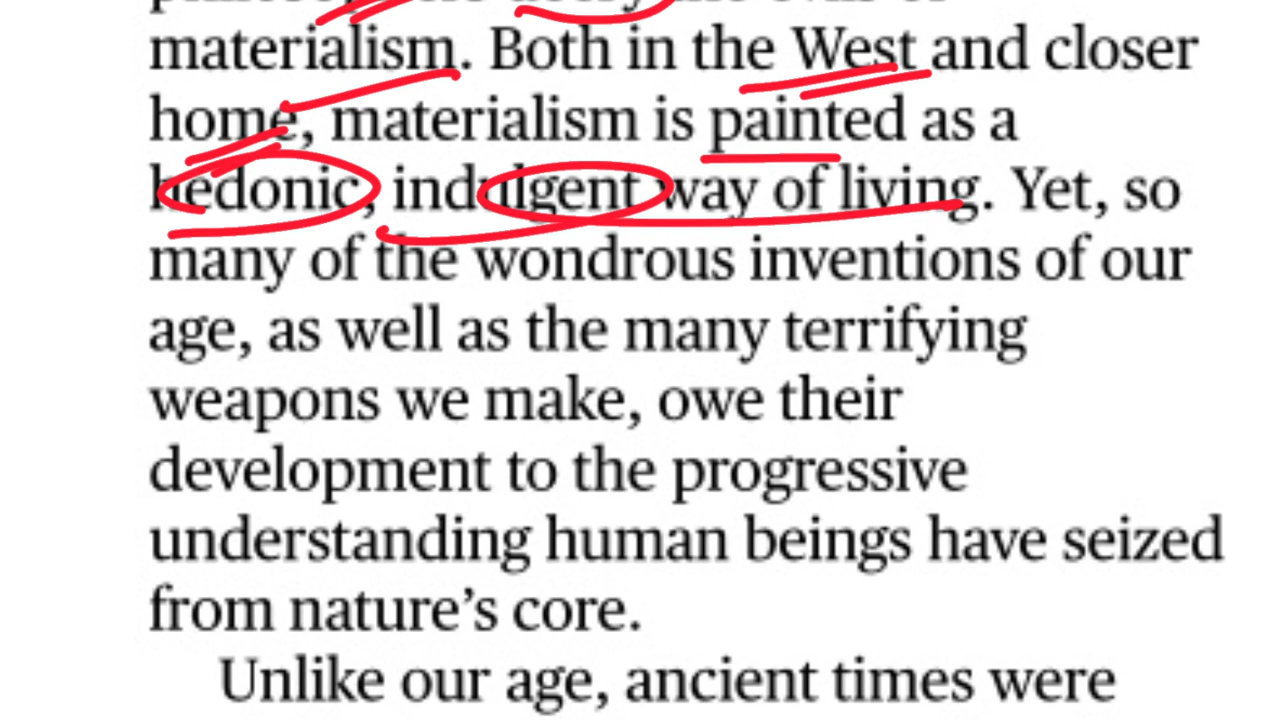 evils of
materialism. Both in the West and closer
home, materialism is painted as a
hedonic, indulgent way of living. Yet, so
many of the wondrous inventions of our
age, as well as the many terrifying
weapons we make, owe their
development to the progressive
understanding human beings have seized
from nature’s core.
Unlike our age, ancient times were